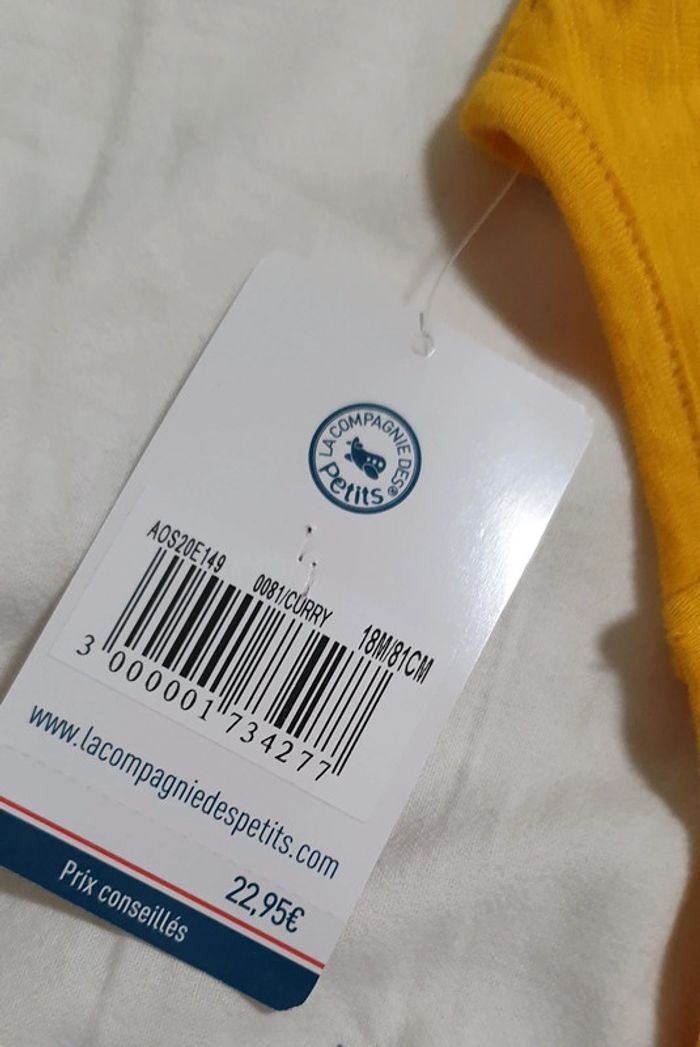 LA COMPAGNIE DES
Petits®
AOS20E149 0081/CURRY 18M/81CM
3 000001 734277
www.lacompagniedespetits.com
22,95€
Prix conseillés